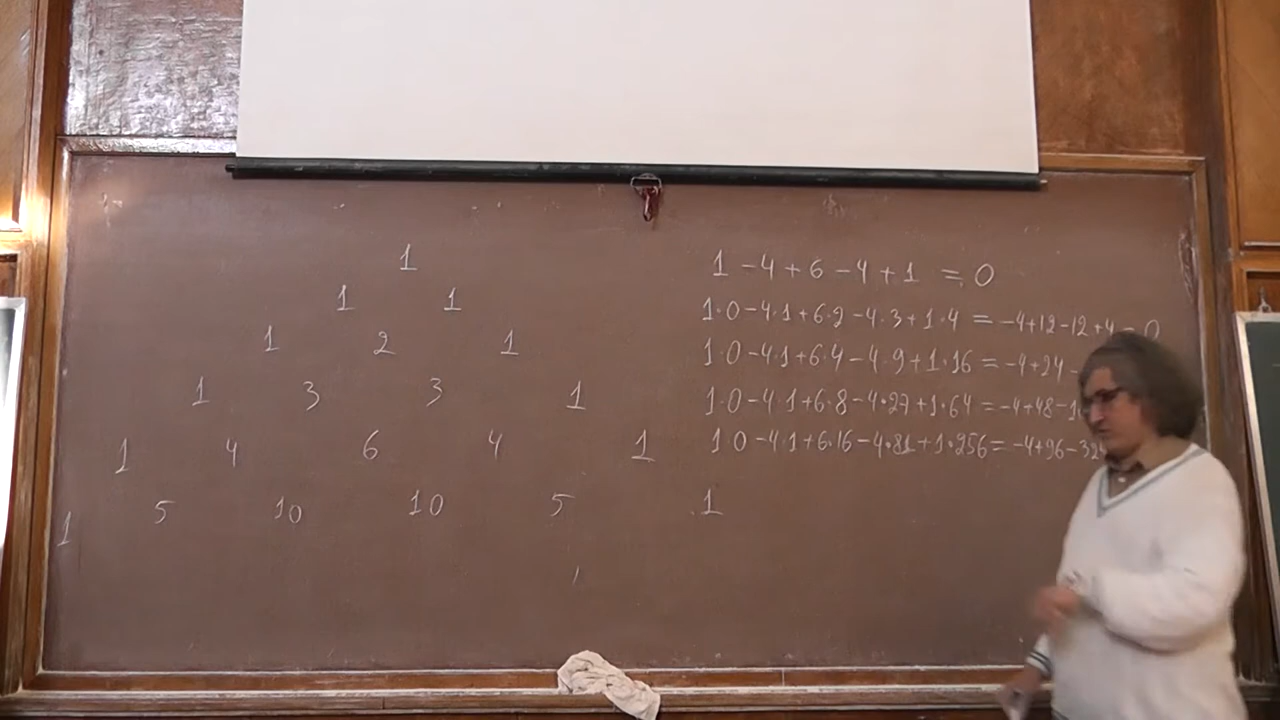 1
1 1
1 2 1
1 3 3 1
1 4 6 4 1
1 5 10 10 5 1
1 - 4 + 6 - 4 + 1 = 0
1·0 - 4·1 + 6·2 - 4·3 + 1·4 = -4+12-12+4 = 0
1·0 - 4·1 + 6·4 - 4·9 + 1·16 = -4+24-
1·0 - 4·1 + 6·8 - 4·27 + 1·64 = -4+48-1
1 0 - 4·1 + 6·16 - 4·81 + 1·256 = -4+96-324